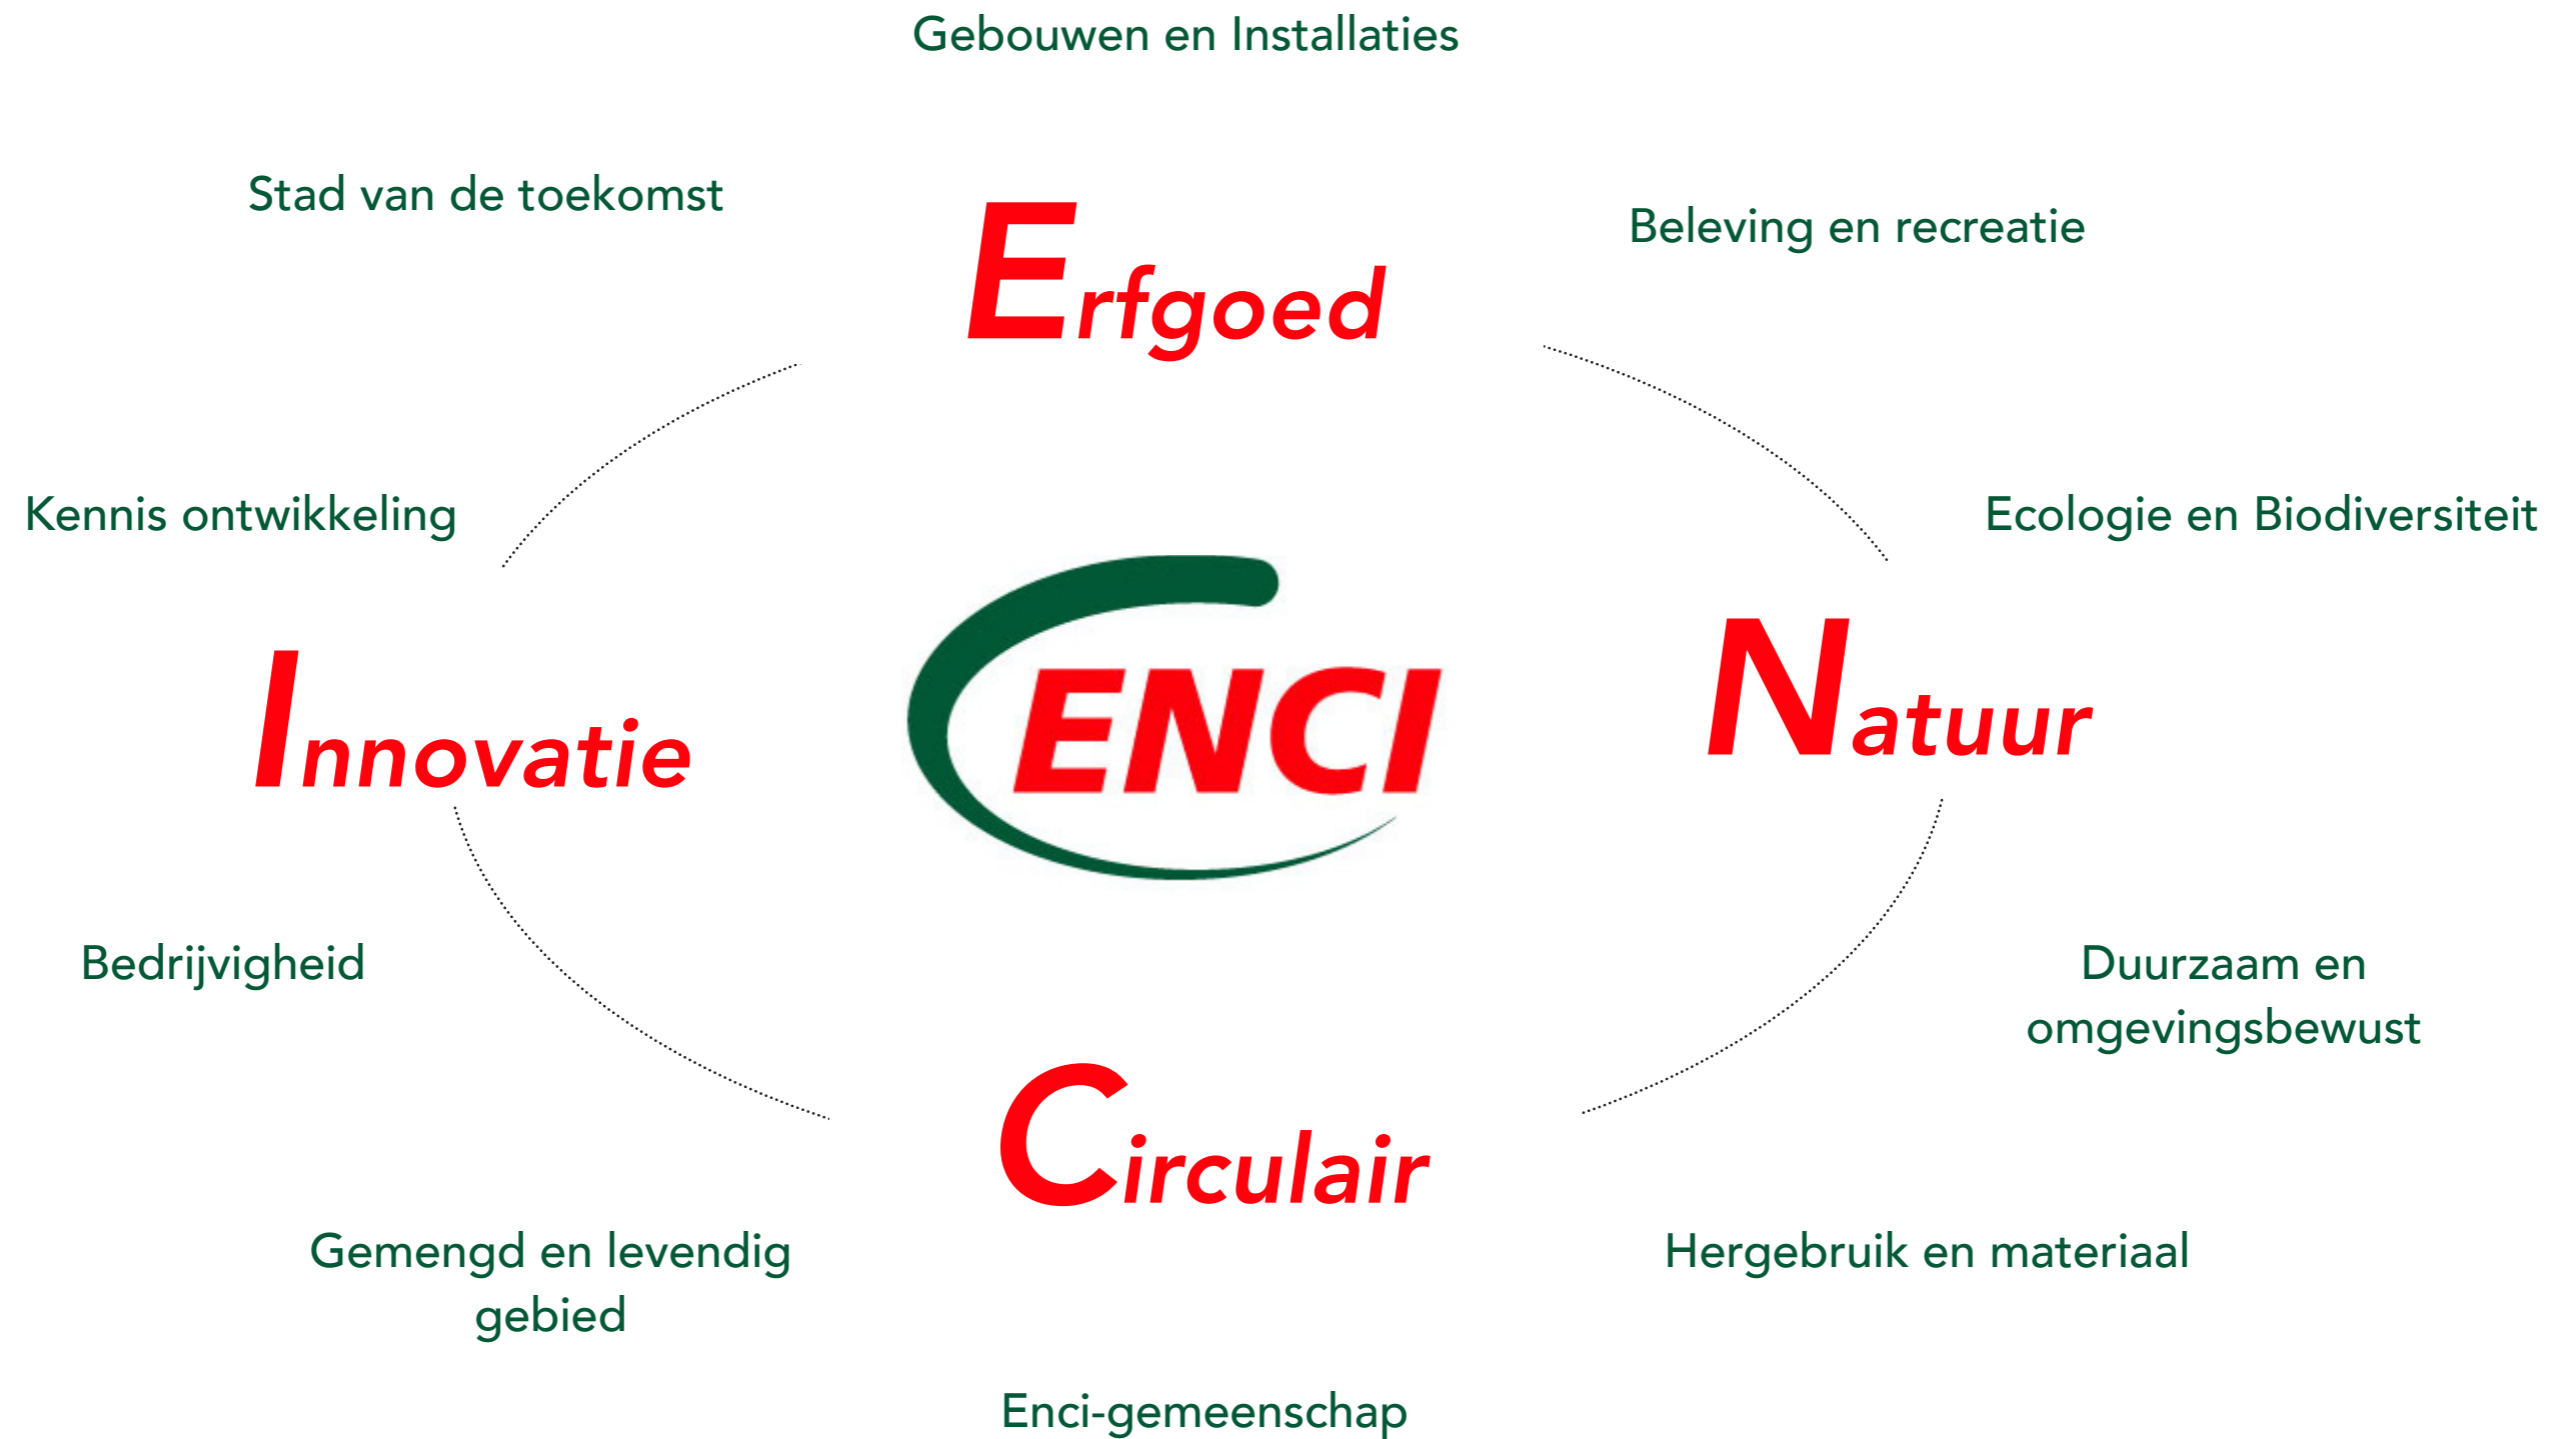 Gebouwen en Installaties
Stad van de toekomst
Beleving en recreatie
Erfgoed
Kennis ontwikkeling
Ecologie en Biodiversiteit
Innovatie
ENCI
Natuur
Bedrijvigheid
Duurzaam en
omgevingsbewust
Circulair
Gemengd en levendig
gebied
Hergebruik en materiaal
Enci-gemeenschap